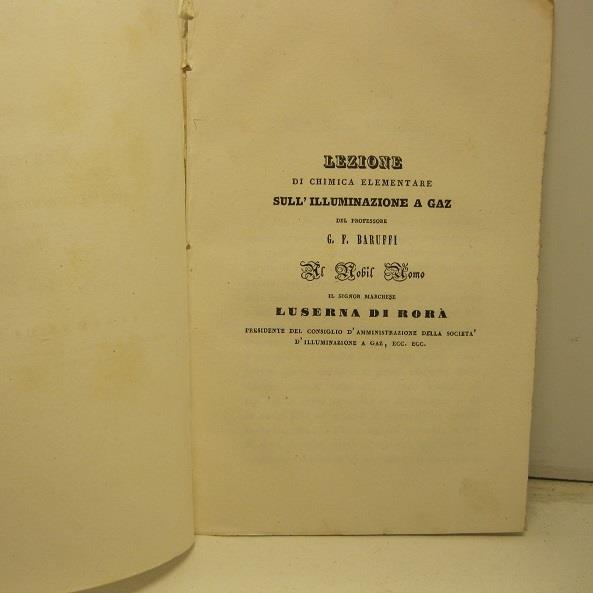 LEZIONE
DI CHIMICA ELEMENTARE
SULL'ILLUMINAZIONE A GAZ
DEL PROFESSORE
G. F. BARUFFI
Al Nobil Uomo
IL SIGNOR MARCHESE
LUSERNA DI RORÀ
PRESIDENTE DEL CONSIGLIO D'AMMINISTRAZIONE DELLA SOCIETA'
D'ILLUMINAZIONE A GAZ, ECC. ECC.